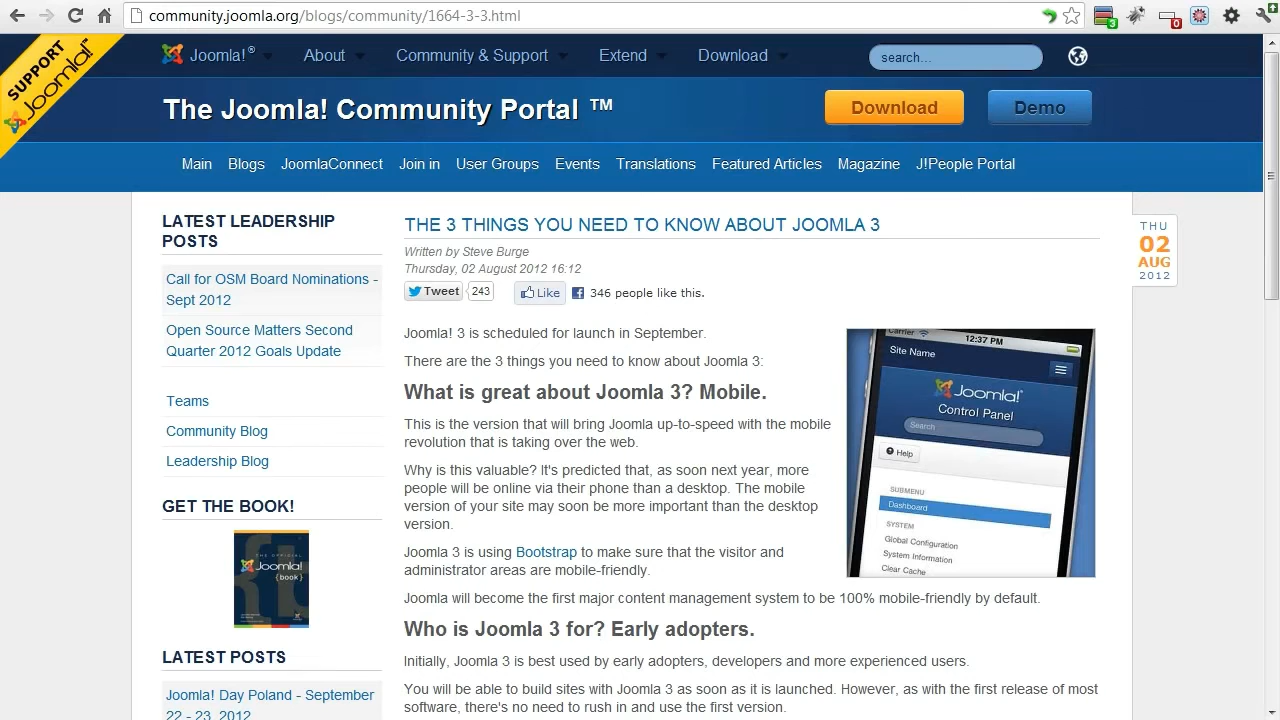 community.joomla.org/blogs/community/1664-3-3.html
3
0
SUPPORT
Joomla!
Joomla!®
About
Community & Support
Extend
Download
search...
The Joomla! Community Portal ™
Download
Demo
Main
Blogs
JoomlaConnect
Join in
User Groups
Events
Translations
Featured Articles
Magazine
J!People Portal
LATEST LEADERSHIP
POSTS
Call for OSM Board Nominations -
Sept 2012
Open Source Matters Second
Quarter 2012 Goals Update
Teams
Community Blog
Leadership Blog
GET THE BOOK!
THE OFFICIAL
Joomla!
{book}
LATEST POSTS
Joomla! Day Poland - September
22 - 23, 2012
THE 3 THINGS YOU NEED TO KNOW ABOUT JOOMLA 3
Written by Steve Burge
Thursday, 02 August 2012 16:12
Tweet
243
Like
346 people like this.
THU
02
AUG
2012
Joomla! 3 is scheduled for launch in September.
There are the 3 things you need to know about Joomla 3:
What is great about Joomla 3? Mobile.
This is the version that will bring Joomla up-to-speed with the mobile
revolution that is taking over the web.
Why is this valuable? It's predicted that, as soon next year, more
people will be online via their phone than a desktop. The mobile
version of your site may soon be more important than the desktop
version.
Joomla 3 is using Bootstrap to make sure that the visitor and
administrator areas are mobile-friendly.
Joomla will become the first major content management system to be 100% mobile-friendly by default.
Carrier
12:37 PM
Site Name
Joomla!
Control Panel
Search
Help
SUBMENU
Dashboard
SYSTEM
Global Configuration
System Information
Clear Cache
Who is Joomla 3 for? Early adopters.
Initially, Joomla 3 is best used by early adopters, developers and more experienced users.
You will be able to build sites with Joomla 3 as soon as it is launched. However, as with the first release of most
software, there's no need to rush in and use the first version.